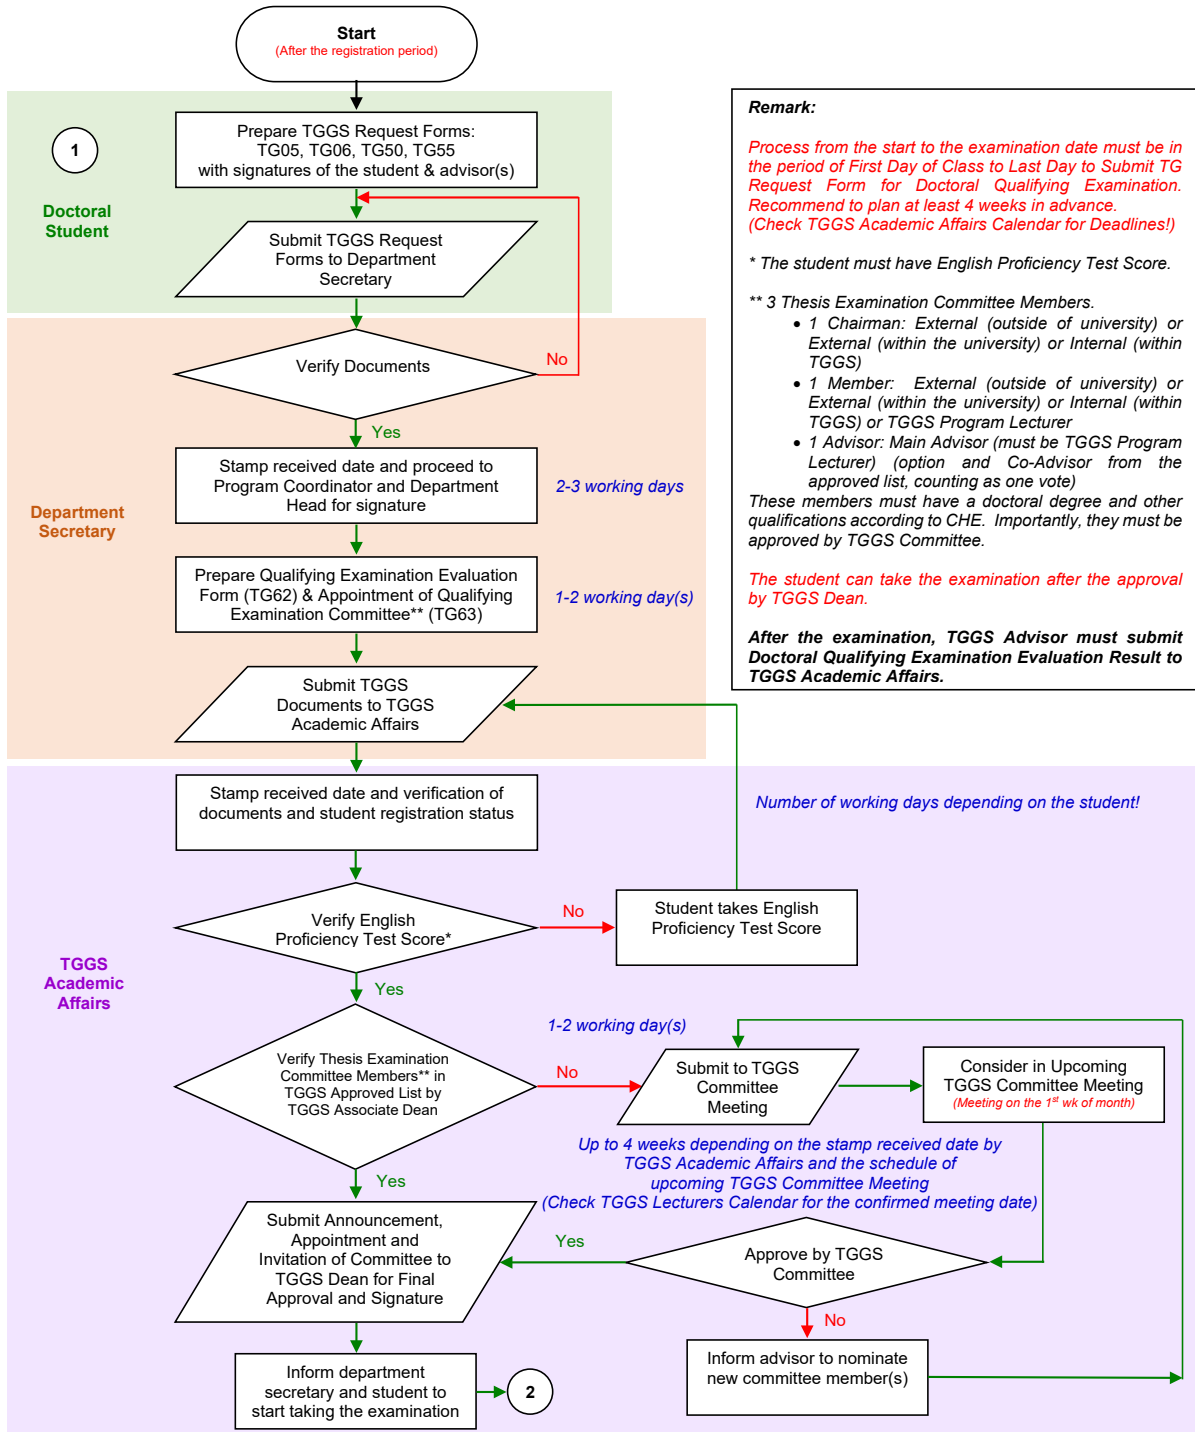 Start
(After the registration period)
1
Doctoral
Student
Prepare TGGS Request Forms:
TG05, TG06, TG50, TG55
with signatures of the student & advisor(s)
Submit TGGS Request
Forms to Department
Secretary
Remark:
Process from the start to the examination date must be in
the period of First Day of Class to Last Day to Submit TG
Request Form for Doctoral Qualifying Examination.
Recommend to plan at least 4 weeks in advance.
(Check TGGS Academic Affairs Calendar for Deadlines!)
* The student must have English Proficiency Test Score.
** 3 Thesis Examination Committee Members.
• 1 Chairman: External (outside of university) or
External (within the university) or Internal (within
TGGS)
• 1 Member: External (outside of university) or
External (within the university) or Internal (within
TGGS) or TGGS Program Lecturer
• 1 Advisor: Main Advisor (must be TGGS Program
Lecturer) (option and Co-Advisor from the
approved list, counting as one vote)
These members must have a doctoral degree and other
qualifications according to CHE. Importantly, they must be
approved by TGGS Committee.
The student can take the examination after the approval
by TGGS Dean.
After the examination, TGGS Advisor must submit
Doctoral Qualifying Examination Evaluation Result to
TGGS Academic Affairs.
Department
Secretary
Verify Documents
No
Yes
Stamp received date and proceed to
Program Coordinator and Department
Head for signature
2-3 working days
Prepare Qualifying Examination Evaluation
Form (TG62) & Appointment of Qualifying
Examination Committee** (TG63)
1-2 working day(s)
Submit TGGS
Documents to TGGS
Academic Affairs
TGGS
Academic
Affairs
Stamp received date and verification of
documents and student registration status
Number of working days depending on the student!
Verify English
Proficiency Test Score*
No
Student takes English
Proficiency Test Score
Yes
Verify Thesis Examination
Committee Members** in
TGGS Approved List by
TGGS Associate Dean
No
1-2 working day(s)
Submit to TGGS
Committee
Meeting
Consider in Upcoming
TGGS Committee Meeting
(Meeting on the 1st wk of month)
Up to 4 weeks depending on the stamp received date by
TGGS Academic Affairs and the schedule of
upcoming TGGS Committee Meeting
(Check TGGS Lecturers Calendar for the confirmed meeting date)
Yes
Submit Announcement,
Appointment and
Invitation of Committee to
TGGS Dean for Final
Approval and Signature
Yes
Approve by TGGS
Committee
No
Inform advisor to nominate
new committee member(s)
Inform department
secretary and student to
start taking the examination
2